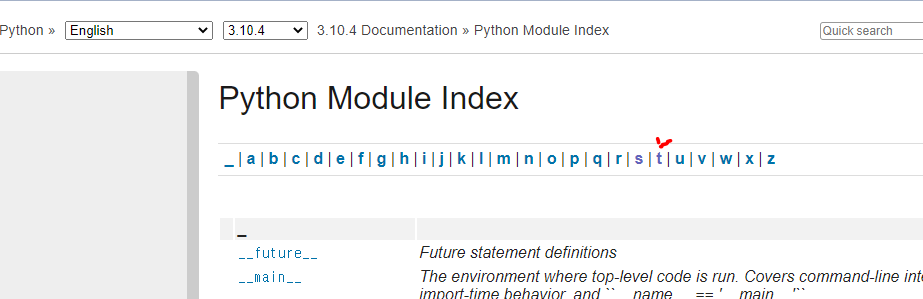 Python » English 3.10.4 3.10.4 Documentation » Python Module Index Quick search
Python Module Index
_ | a | b | c | d | e | f | g | h | i | j | k | l | m | n | o | p | q | r | s | t | u | v | w | x | z
_
__future__ Future statement definitions
__main__ The environment where top-level code is run. Covers command-line
import-time behavior, and ``__name__ == '__main__'``